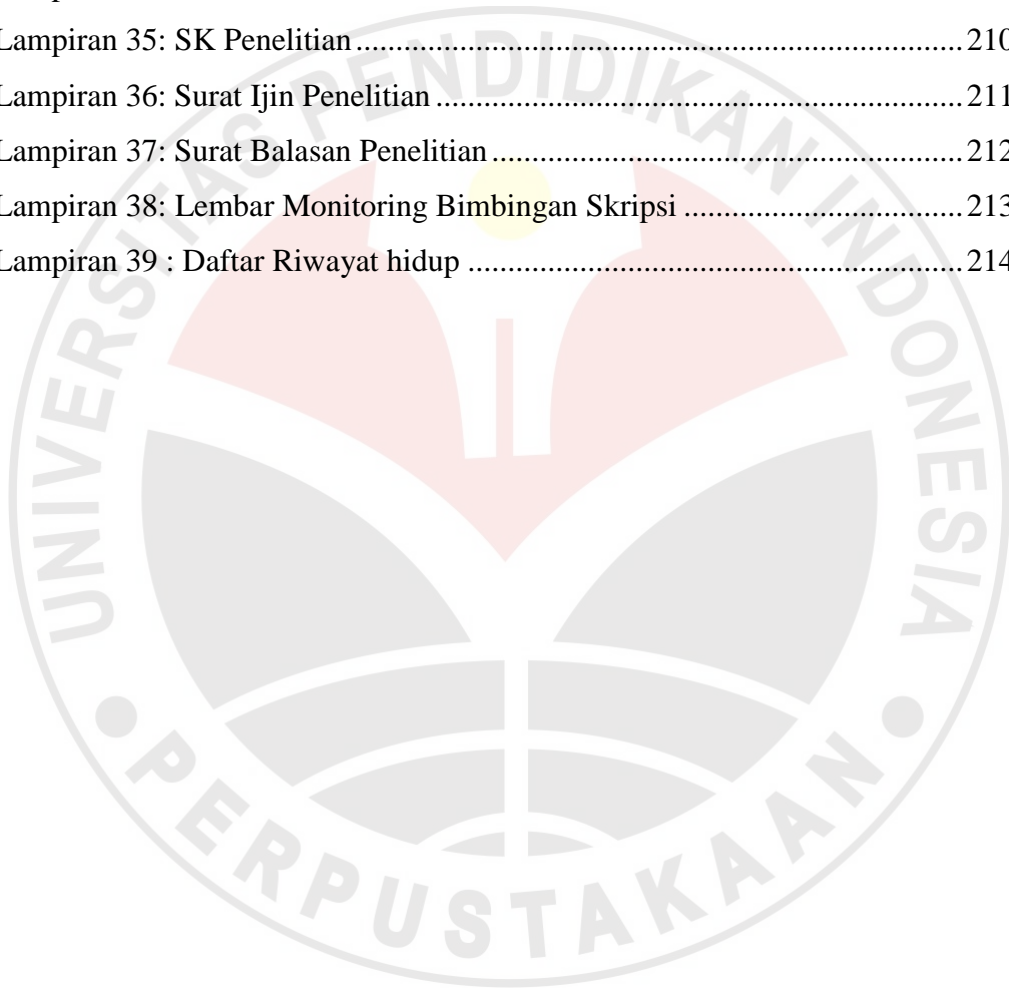 Lampiran 35: SK Penelitian ............................................................................ 210
Lampiran 36: Surat Ijin Penelitian .................................................................. 211
Lampiran 37: Surat Balasan Penelitian ........................................................... 212
Lampiran 38: Lembar Monitoring Bimbingan Skripsi ................................... 213
Lampiran 39 : Daftar Riwayat hidup .............................................................. 214
UNIVERSITAS PENDIDIKAN INDONESIA
PERPUSTAKAAN